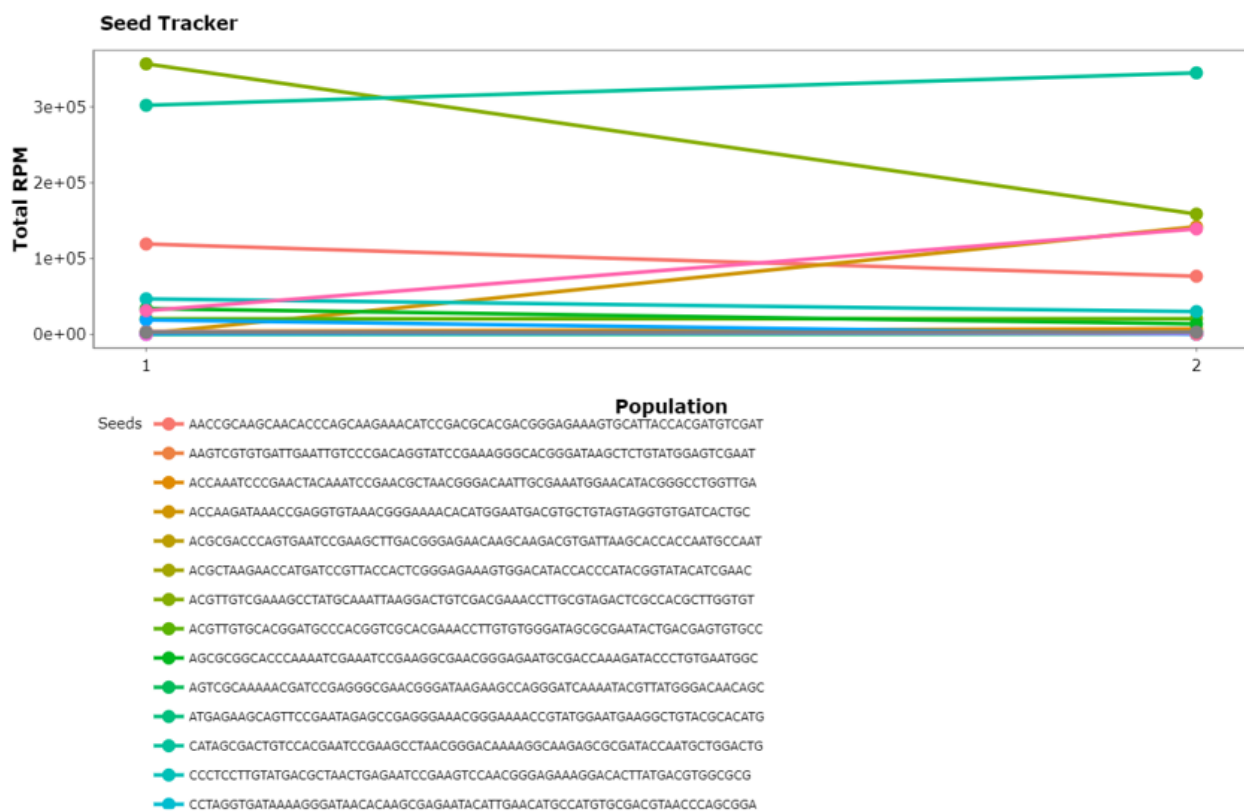 Seed Tracker
3e+05
2e+05
1e+05
0e+00
Total RPM
1 2
Population
Seeds
AACCGCAAGCAACACCCAGCAAGAAACATCCGACGCACGACGGGAGAAAGTGCATTACCACGATGTCGAT
AAGTCGTGTGATTGAATTGTCCCGACAGGTATCCGAAAGGGCACGGGATAAGCTCTGTATGGAGTCGAAT
ACCAAATCCCGAACTACAAATCCGAACGCTAACGGGACAATTGCGAAATGGAACATACGGGCCTGGTTGA
ACCAAGATAAACCGAGGTGTAAACGGGAAAACACATGGAATGACGTGCTGTAGTAGGTGTGATCACTGC
ACGCGACCCAGTGAATCCGAAGCTTGACGGGAGAACAAGCAAGACGTGATTAAGCACCACCAATGCCAAT
ACGCTAAGAACCATGATCCGTTACCACTCGGGAGAAAGTGGACATACCACCCATACGGTATACATCGAAC
ACGTTGTCGAAAGCCTATGCAAATTAAGGACTGTCGACGAAACCTTGCGTAGACTCGCCACGCTTGGTGT
ACGTTGTGCACGGATGCCCACGGTCGCACGAAACCTTGTGTGGGATAGCGCGAATACTGACGAGTGTGCC
AGCGCGGCACCCAAAATCGAAATCCGAAGGCGAACGGGAGAATGCGACCAAAGATACCCTGTGAATGGC
AGTCGCAAAAACGATCCGAGGGCGAACGGGATAAGAAGCCAGGGATCAAAATACGTTATGGGACAACAGC
ATGAGAAGCAGTTCCGAATAGAGCCGAGGGAAACGGGAAAACCGTATGGAATGAAGGCTGTACGCACATG
CATAGCGACTGTCCACGAATCCGAAGCCTAACGGGACAAAAGGCAAGAGCGCGATACCAATGCTGGACTG
CCCTCCTTGTATGACGCTAACTGAGAATCCGAAGTCCAACGGGAGAAAGGACACTTATGACGTGGCGCG
CCTAGGTGATAAAAGGGATAACACAAGCGAGAATACATTGAACATGCCATGTGCGACGTAACCCAGCGGA